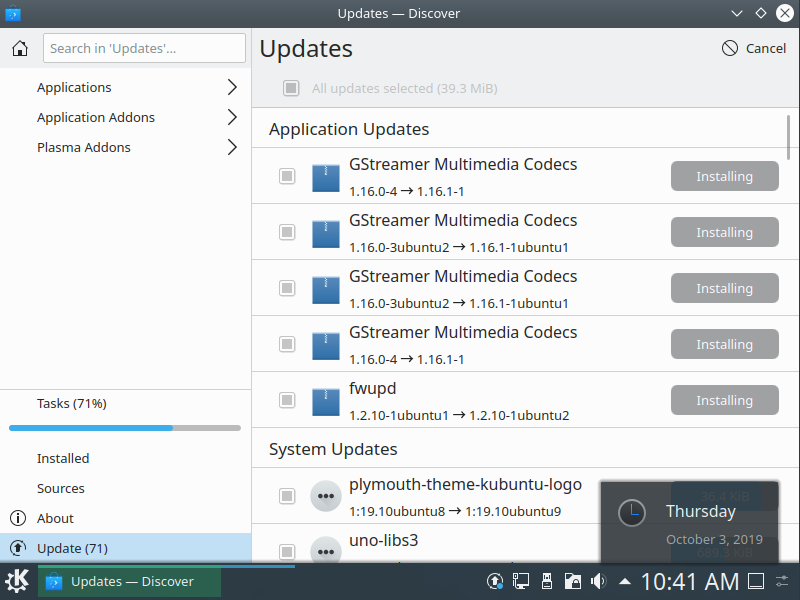 Updates — Discover
Search in 'Updates'...
Updates
Cancel
All updates selected (39.3 MiB)
Applications
Application Addons
Plasma Addons
Application Updates
GStreamer Multimedia Codecs
1.16.0-4 → 1.16.1-1
Installing
GStreamer Multimedia Codecs
1.16.0-3ubuntu2 → 1.16.1-1ubuntu1
Installing
GStreamer Multimedia Codecs
1.16.0-3ubuntu2 → 1.16.1-1ubuntu1
Installing
GStreamer Multimedia Codecs
1.16.0-4 → 1.16.1-1
Installing
fwupd
1.2.10-1ubuntu1 → 1.2.10-1ubuntu2
Installing
System Updates
plymouth-theme-kubuntu-logo
1:19.10ubuntu8 → 1:19.10ubuntu9
36.4 KiB
uno-libs3
Tasks (71%)
Installed
Sources
About
Update (71)
Thursday
October 3, 2019
Updates — Discover
10:41 AM